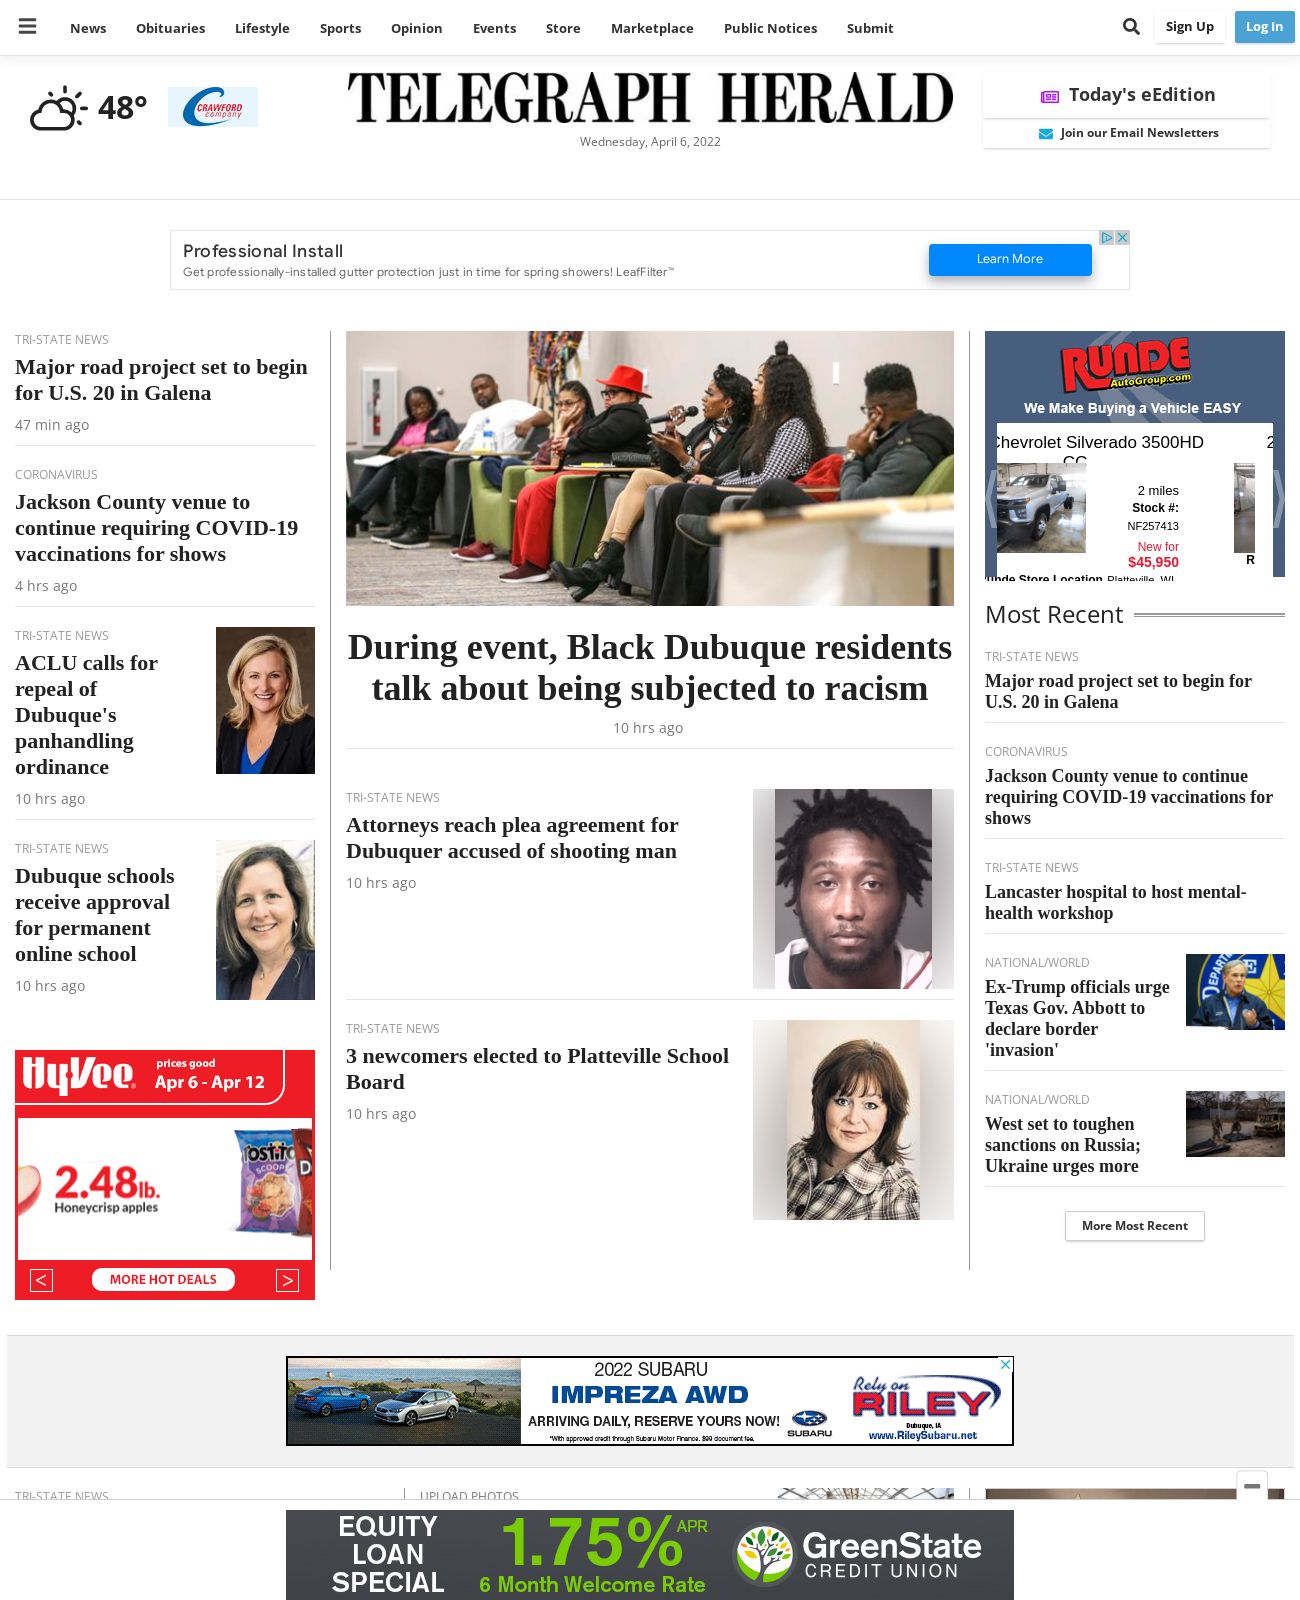 News Obituaries Lifestyle Sports Opinion Events Store Marketplace Public Notices Submit Sign Up Log In
48°
CRAWFORD
company
TELEGRAPH HERALD
Wednesday, April 6, 2022
Today's eEdition
Join our Email Newsletters
Professional Install
Get professionally-installed gutter protection just in time for spring showers! LeafFilter™
Learn More
TRI-STATE NEWS
Major road project set to begin
for U.S. 20 in Galena
47 min ago
CORONAVIRUS
Jackson County venue to
continue requiring COVID-19
vaccinations for shows
4 hrs ago
TRI-STATE NEWS
ACLU calls for
repeal of
Dubuque's
panhandling
ordinance
10 hrs ago
TRI-STATE NEWS
Dubuque schools
receive approval
for permanent
online school
10 hrs ago
HyVee
prices good
Apr 6 - Apr 12
2.48lb.
Honeycrisp apples
Tostitos
SCOOPS
MORE HOT DEALS
During event, Black Dubuque residents
talk about being subjected to racism
10 hrs ago
TRI-STATE NEWS
Attorneys reach plea agreement for
Dubuquer accused of shooting man
10 hrs ago
TRI-STATE NEWS
3 newcomers elected to Platteville School
Board
10 hrs ago
RUNDE
AutoGroup.com
We Make Buying a Vehicle EASY
Chevrolet Silverado 3500HD 2
CC
2 miles
Stock #:
NF257413
New for
$45,950
R
unde Store Location Platteville, WI
Most Recent
TRI-STATE NEWS
Major road project set to begin for
U.S. 20 in Galena
CORONAVIRUS
Jackson County venue to continue
requiring COVID-19 vaccinations for
shows
TRI-STATE NEWS
Lancaster hospital to host mental-
health workshop
NATIONAL/WORLD
Ex-Trump officials urge
Texas Gov. Abbott to
declare border
'invasion'
NATIONAL/WORLD
West set to toughen
sanctions on Russia;
Ukraine urges more
More Most Recent
2022 SUBARU
IMPREZA AWD
ARRIVING DAILY, RESERVE YOURS NOW!
*With approved credit through Subaru Motor Finance. $99 document fee.
SUBARU
Rely on
RILEY
Dubuque, IA
www.RileySubaru.net
TRI-STATE NEWS
UPLOAD PHOTOS
EQUITY
LOAN
SPECIAL
1.75% APR
6 Month Welcome Rate
GreenState
CREDIT UNION